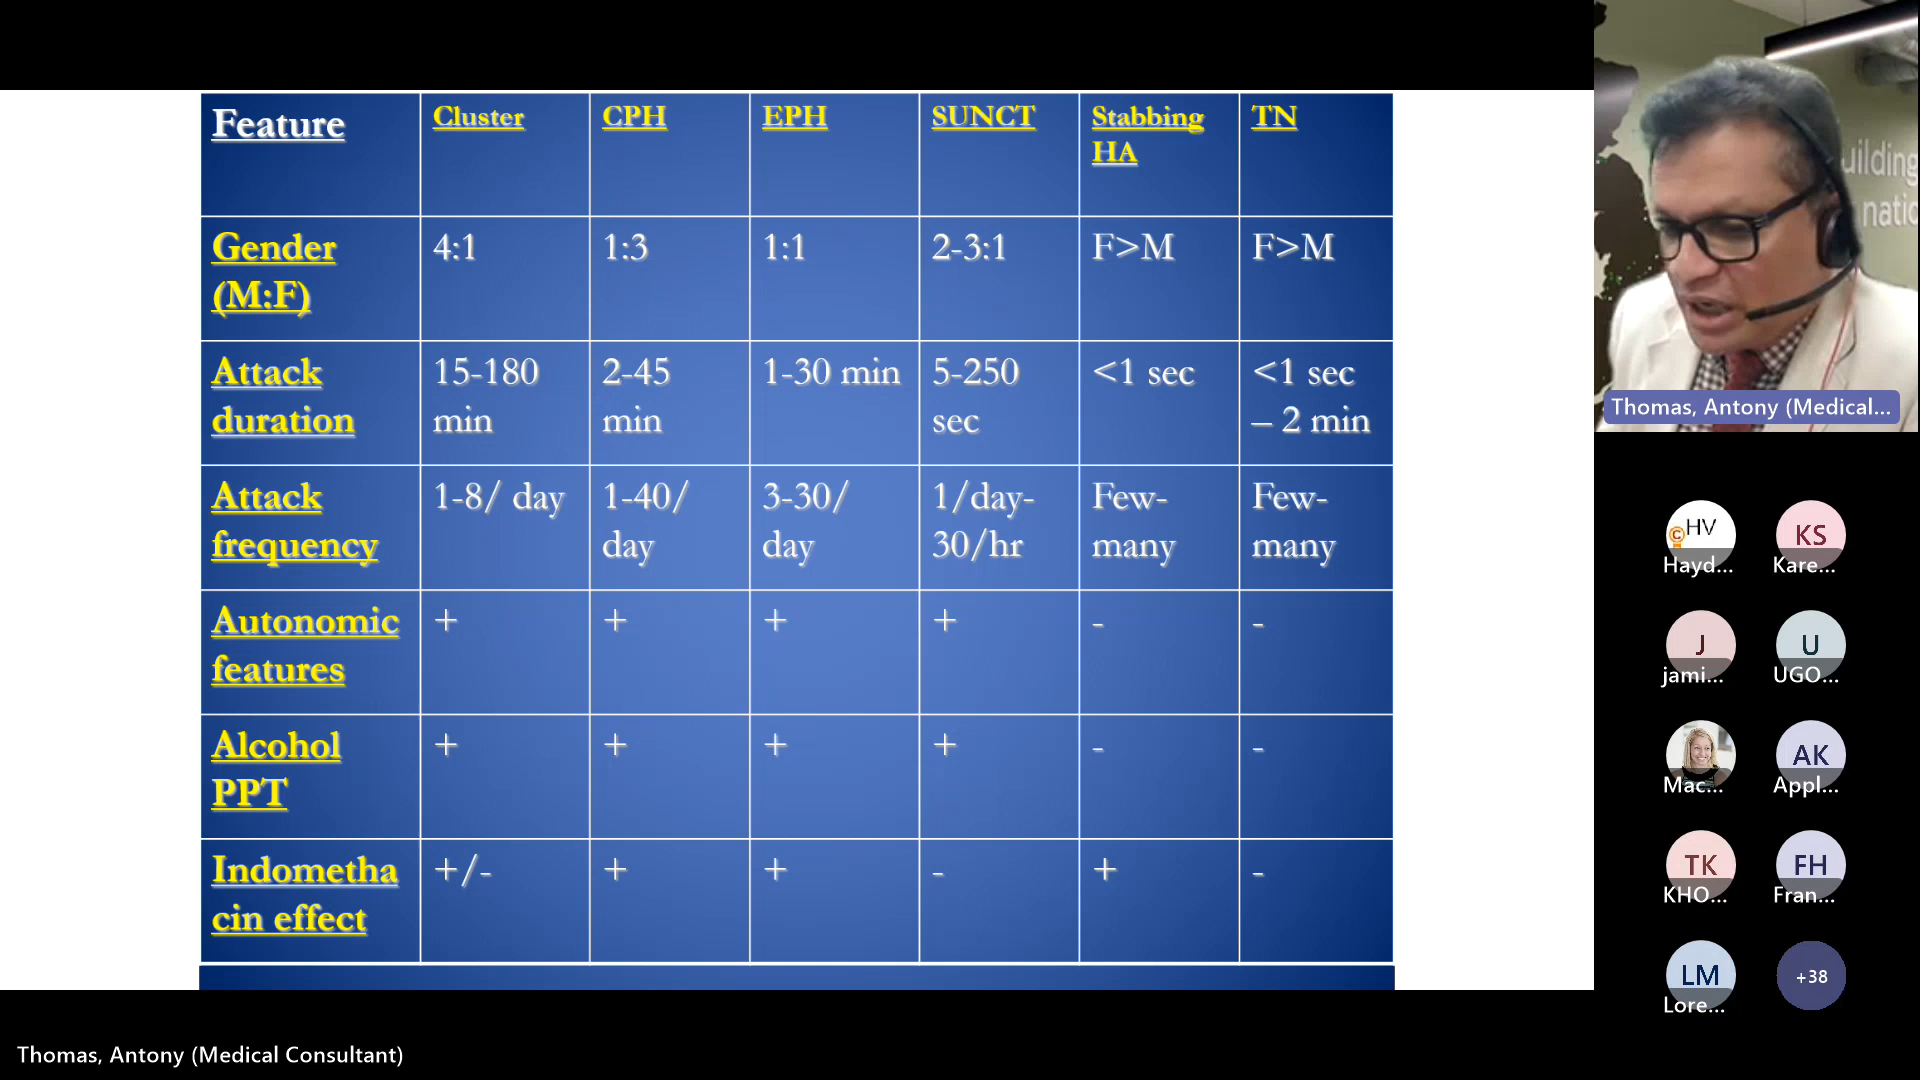 Feature Cluster CPH EPH SUNCT Stabbing HA TN
Gender (M:F) 4:1 1:3 1:1 2-3:1 F>M F>M
Attack duration 15-180 min 2-45 min 1-30 min 5-250 sec <1 sec <1 sec – 2 min
Attack frequency 1-8/ day 1-40/ day 3-30/ day 1/day- 30/hr Few- many Few- many
Autonomic features + + + + - -
Alcohol PPT + + + + - -
Indometha cin effect +/- + + - + -
uilding
natio
Thomas, Antony (Medical...
HV KS
Hayd... Kare...
J U
jami... UGO...
AK
Mac... Appl...
TK FH
KHO... Fran...
LM +38
Lore...
Thomas, Antony (Medical Consultant)